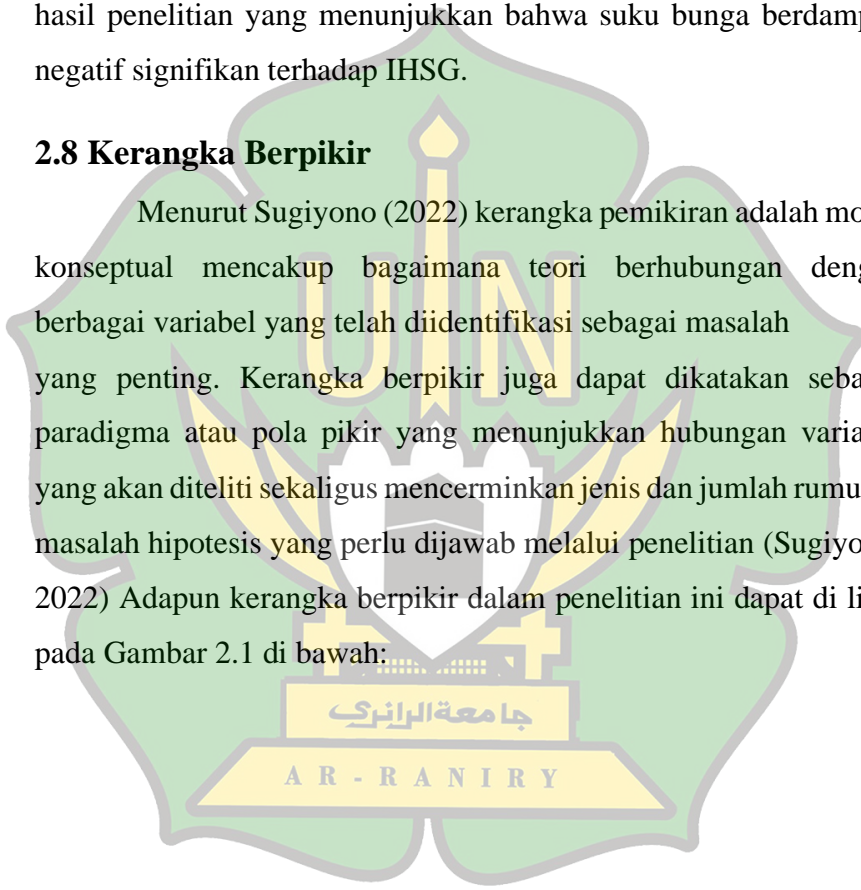 hasil penelitian yang menunjukkan bahwa suku bunga berdamp
negatif signifikan terhadap IHSG.
2.8 Kerangka Berpikir
Menurut Sugiyono (2022) kerangka pemikiran adalah mo
konseptual mencakup bagaimana teori berhubungan deng
berbagai variabel yang telah diidentifikasi sebagai masalah
yang penting. Kerangka berpikir juga dapat dikatakan seba
paradigma atau pola pikir yang menunjukkan hubungan varia
yang akan diteliti sekaligus mencerminkan jenis dan jumlah rumu
masalah hipotesis yang perlu dijawab melalui penelitian (Sugiyo
2022) Adapun kerangka berpikir dalam penelitian ini dapat di li
pada Gambar 2.1 di bawah:
UIN
جامعة الرانري
AR-RANIRY